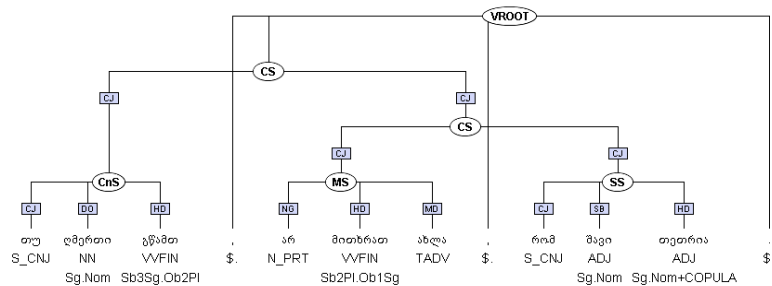 VROOT
CS
CJ CJ
CS
CJ CJ
CnS MS SS
CJ DO HD NG HD MD CJ SB HD
თუ ღმერთი გწამთ , არ მითხრათ ახლა , რომ შავი თეთრია .
S_CNJ NN VVFIN $. N_PRT VVFIN TADV $. S_CNJ ADJ ADJ $
Sg.Nom Sb3Sg.Ob2Pl Sb2Pl.Ob1Sg Sg.Nom Sg.Nom+COPULA